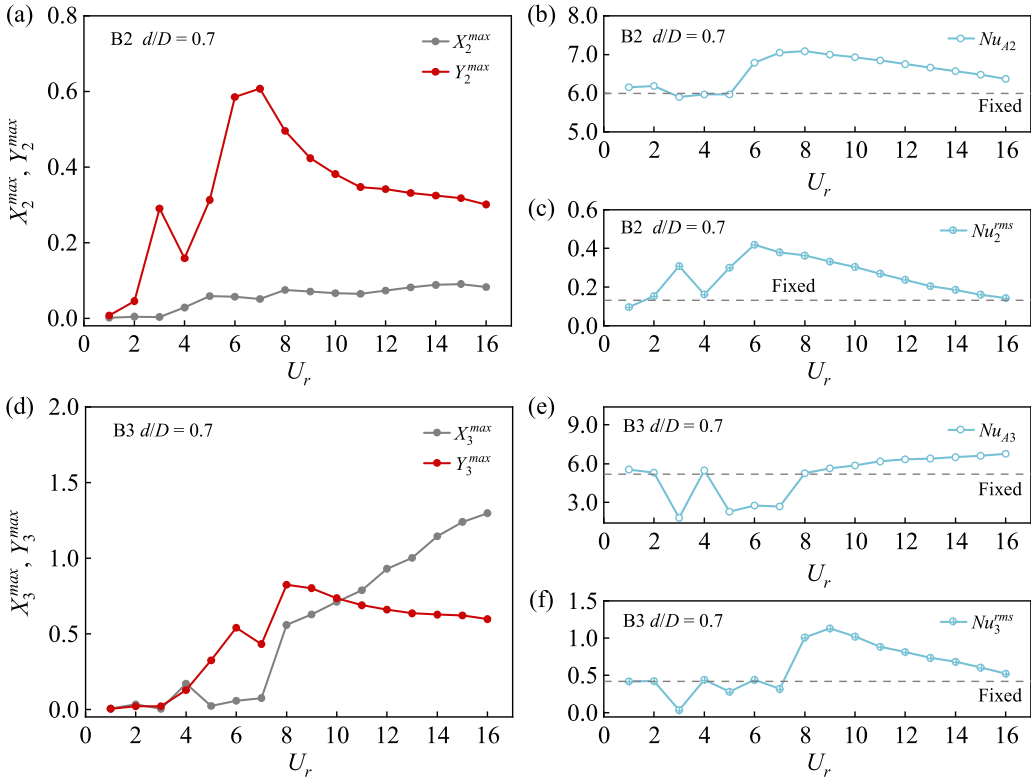 (a)
0.8
0.6
0.4
0.2
0.0
X₂ᵐᵃˣ, Y₂ᵐᵃˣ
B2 d/D = 0.7
X₂ᵐᵃˣ
Y₂ᵐᵃˣ
0 2 4 6 8 10 12 14 16
Uᵣ
(b)
8.0
7.0
6.0
5.0
B2 d/D = 0.7
Nu_A2
Fixed
0 2 4 6 8 10 12 14 16
Uᵣ
(c)
0.6
0.4
0.2
0.0
B2 d/D = 0.7
Nu₂ʳᵐˢ
Fixed
0 2 4 6 8 10 12 14 16
Uᵣ
(d)
2.0
1.5
1.0
0.5
0.0
X₃ᵐᵃˣ, Y₃ᵐᵃˣ
B3 d/D = 0.7
X₃ᵐᵃˣ
Y₃ᵐᵃˣ
0 2 4 6 8 10 12 14 16
Uᵣ
(e)
9.0
6.0
3.0
B3 d/D = 0.7
Nu_A3
Fixed
0 2 4 6 8 10 12 14 16
Uᵣ
(f)
1.5
1.0
0.5
0.0
B3 d/D = 0.7
Nu₃ʳᵐˢ
Fixed
0 2 4 6 8 10 12 14 16
Uᵣ